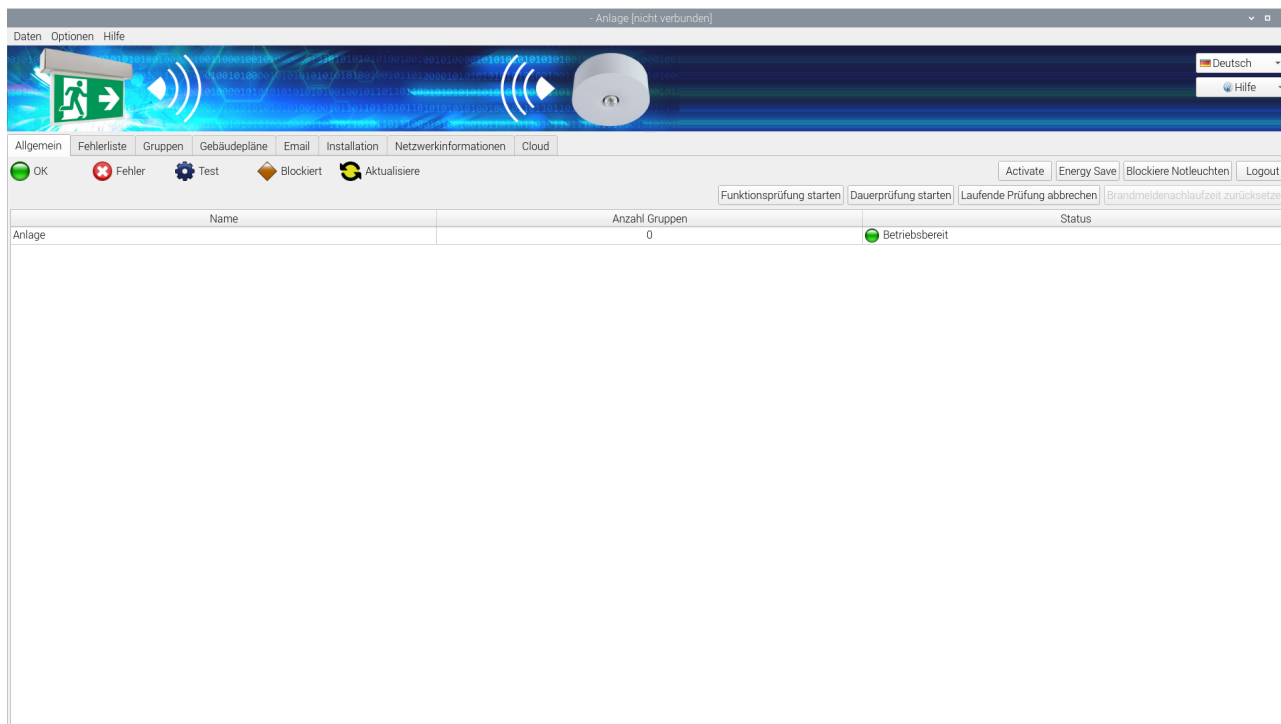 - Anlage [nicht verbunden]
Daten Optionen Hilfe
Deutsch
Hilfe
Allgemein Fehlerliste Gruppen Gebäudepläne Email Installation Netzwerkinformationen Cloud
OK Fehler Test Blockiert Aktualisiere Activate Energy Save Blockiere Notleuchten Logout
Funktionsprüfung starten Dauerprüfung starten Laufende Prüfung abbrechen Brandmeldenachlaufzeit zurücksetze
Name Anzahl Gruppen Status
Anlage 0 Betriebsbereit